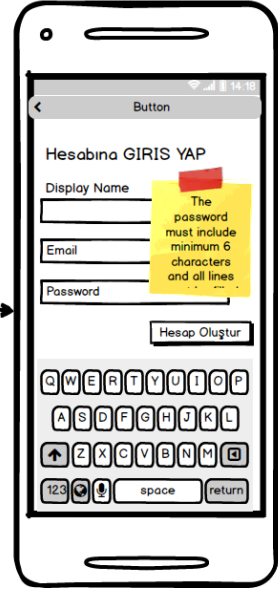 14:18
Button
Hesabına GIRIS YAP
Display Name
The
password
must include
minimum 6
characters
and all lines
Email
Password
Hesap Oluştur
Q W E R T Y U I O P
A S D F G H J K L
Z X C V B N M
123 space return